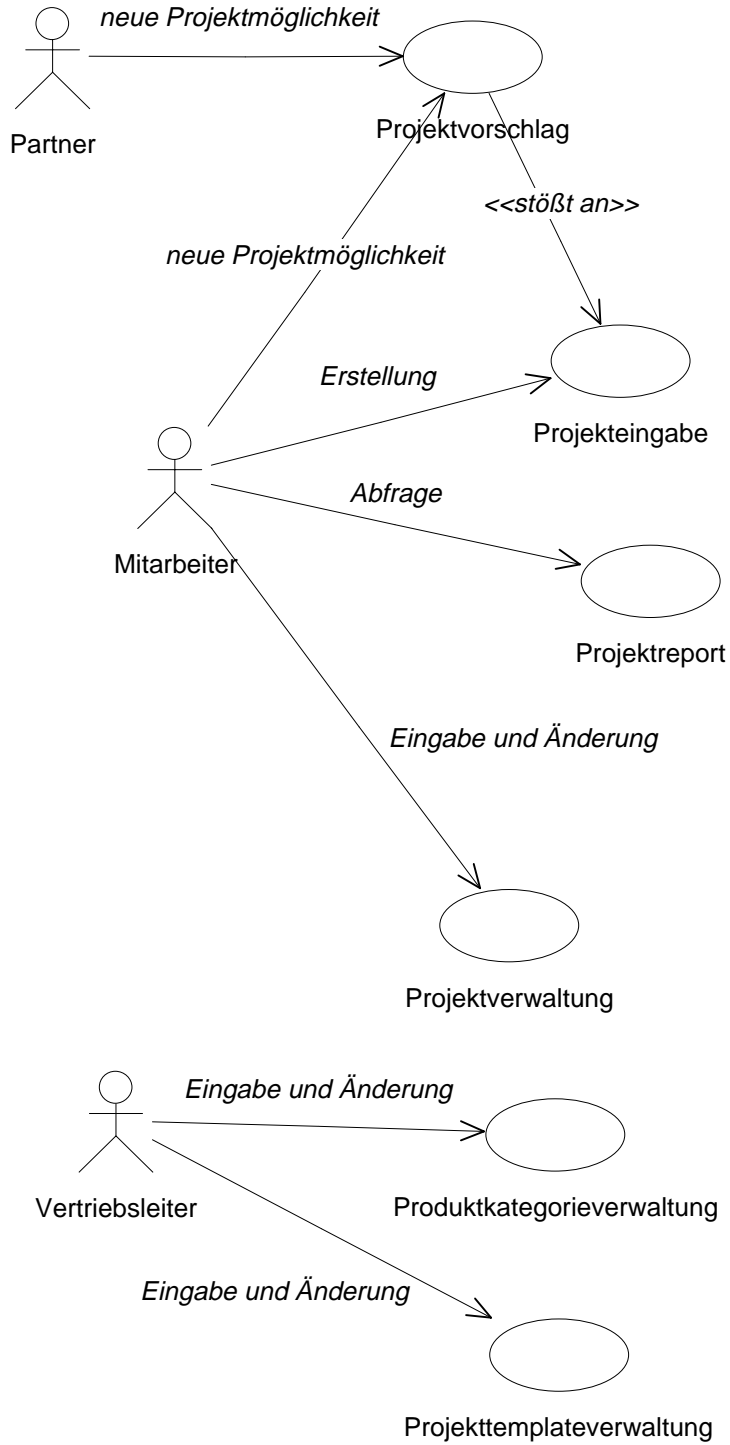 neue Projektmöglichkeit
Partner
Projektvorschlag
<<stößt an>>
neue Projektmöglichkeit
Erstellung
Projekteingabe
Abfrage
Mitarbeiter
Projektreport
Eingabe und Änderung
Projektverwaltung
Eingabe und Änderung
Vertriebsleiter
Produktkategorieverwaltung
Eingabe und Änderung
Projekttemplateverwaltung